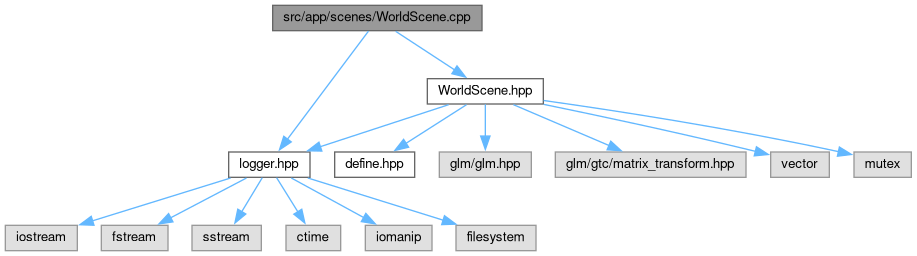 src/app/scenes/WorldScene.cpp
WorldScene.hpp
logger.hpp
define.hpp
glm/glm.hpp
glm/gtc/matrix_transform.hpp
vector
mutex
iostream
fstream
sstream
ctime
iomanip
filesystem